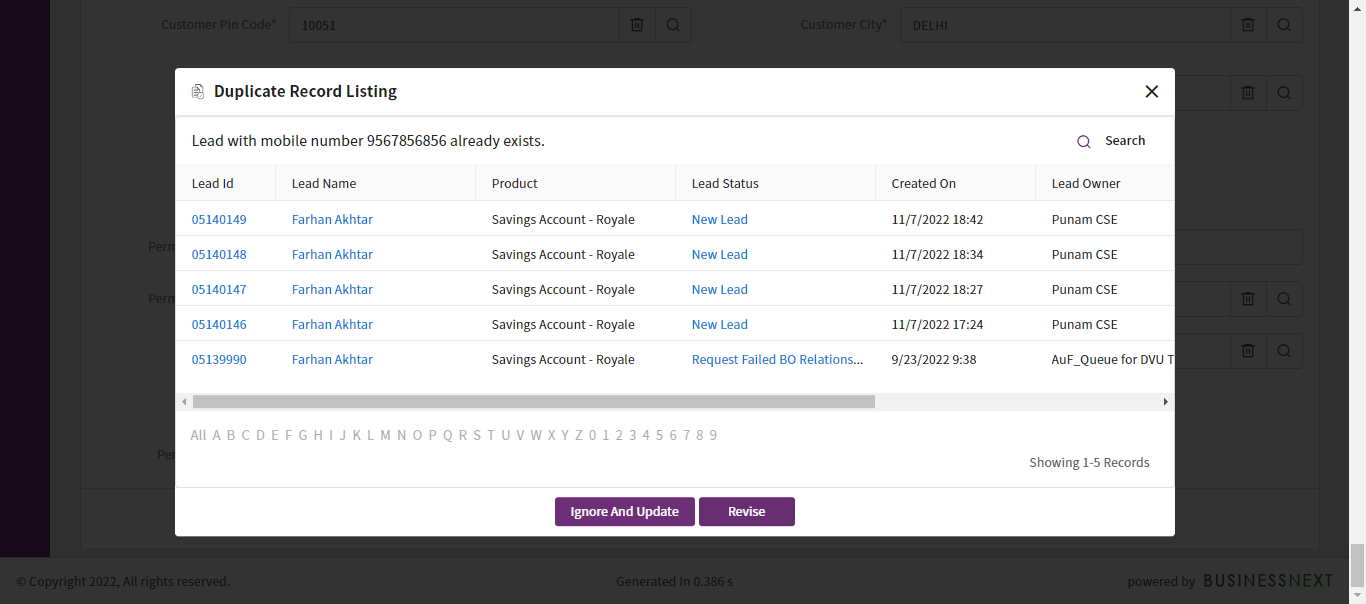 Customer Pin Code* 10051 Customer City* DELHI
Duplicate Record Listing
Lead with mobile number 9567856856 already exists. Search
Lead Id Lead Name Product Lead Status Created On Lead Owner
05140149 Farhan Akhtar Savings Account - Royale New Lead 11/7/2022 18:42 Punam CSE
05140148 Farhan Akhtar Savings Account - Royale New Lead 11/7/2022 18:34 Punam CSE
Perm
05140147 Farhan Akhtar Savings Account - Royale New Lead 11/7/2022 18:27 Punam CSE
Perm
05140146 Farhan Akhtar Savings Account - Royale New Lead 11/7/2022 17:24 Punam CSE
05139990 Farhan Akhtar Savings Account - Royale Request Failed BO Relations... 9/23/2022 9:38 AuF_Queue for DVU T
All A B C D E F G H I J K L M N O P Q R S T U V W X Y Z 0 1 2 3 4 5 6 7 8 9
Per
Showing 1-5 Records
Ignore And Update Revise
© Copyright 2022, All rights reserved. Generated In 0.386 s powered by BUSINESSNEXT